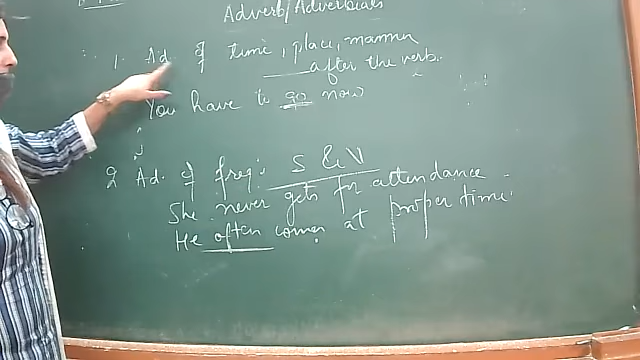 Adverb/Adverbials
1. Ad. of time, place, manner
after the verb.
You have to go now
2 Ad. of freq: S & V
She never gets for attendance
He often comes at proper time.